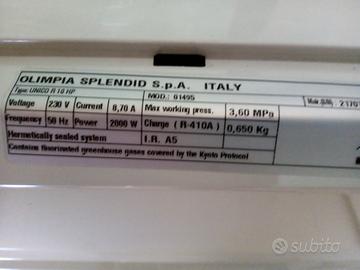 OLIMPIA SPLENDID S.p.A. ITALY
Type: UNICO R 10 HP MOD.: 01495
Voltage 230 V Current 8,70 A Max working press. 3,60 MPa
Frequency 50 Hz Power 2000 W Charge ( R-410A ) 0,650 Kg
Hermetically sealed system I.R. A5
Contains fluorinated greenhouse gases covered by the Kyoto Protocol
subito